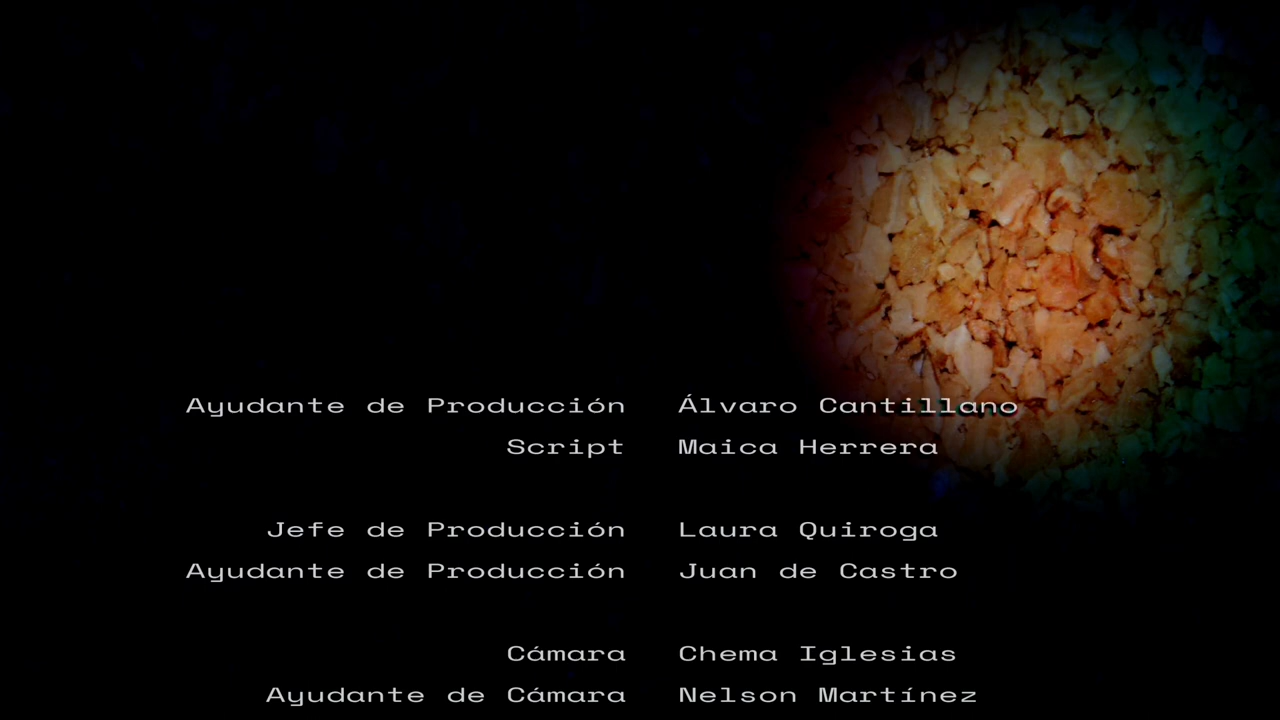 Ayudante de Producción Álvaro Cantillano
Script Maica Herrera
Jefe de Producción Laura Quiroga
Ayudante de Producción Juan de Castro
Cámara Chema Iglesias
Ayudante de Cámara Nelson Martínez